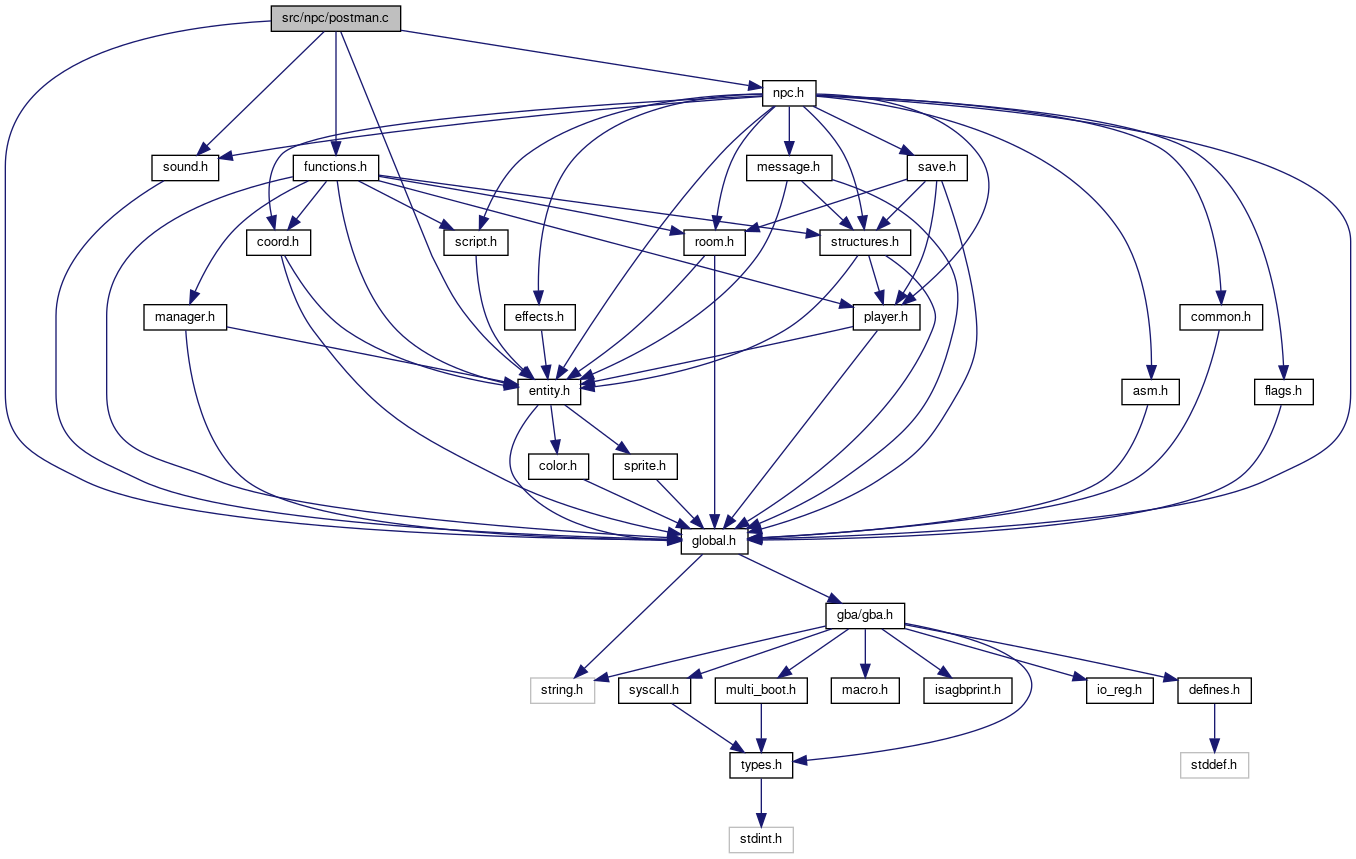 src/npc/postman.c
npc.h
sound.h
functions.h
message.h
save.h
coord.h
script.h
room.h
structures.h
manager.h
effects.h
player.h
common.h
entity.h
asm.h
flags.h
color.h
sprite.h
global.h
gba/gba.h
string.h
syscall.h
multi_boot.h
macro.h
isagbprint.h
io_reg.h
defines.h
types.h
stddef.h
stdint.h